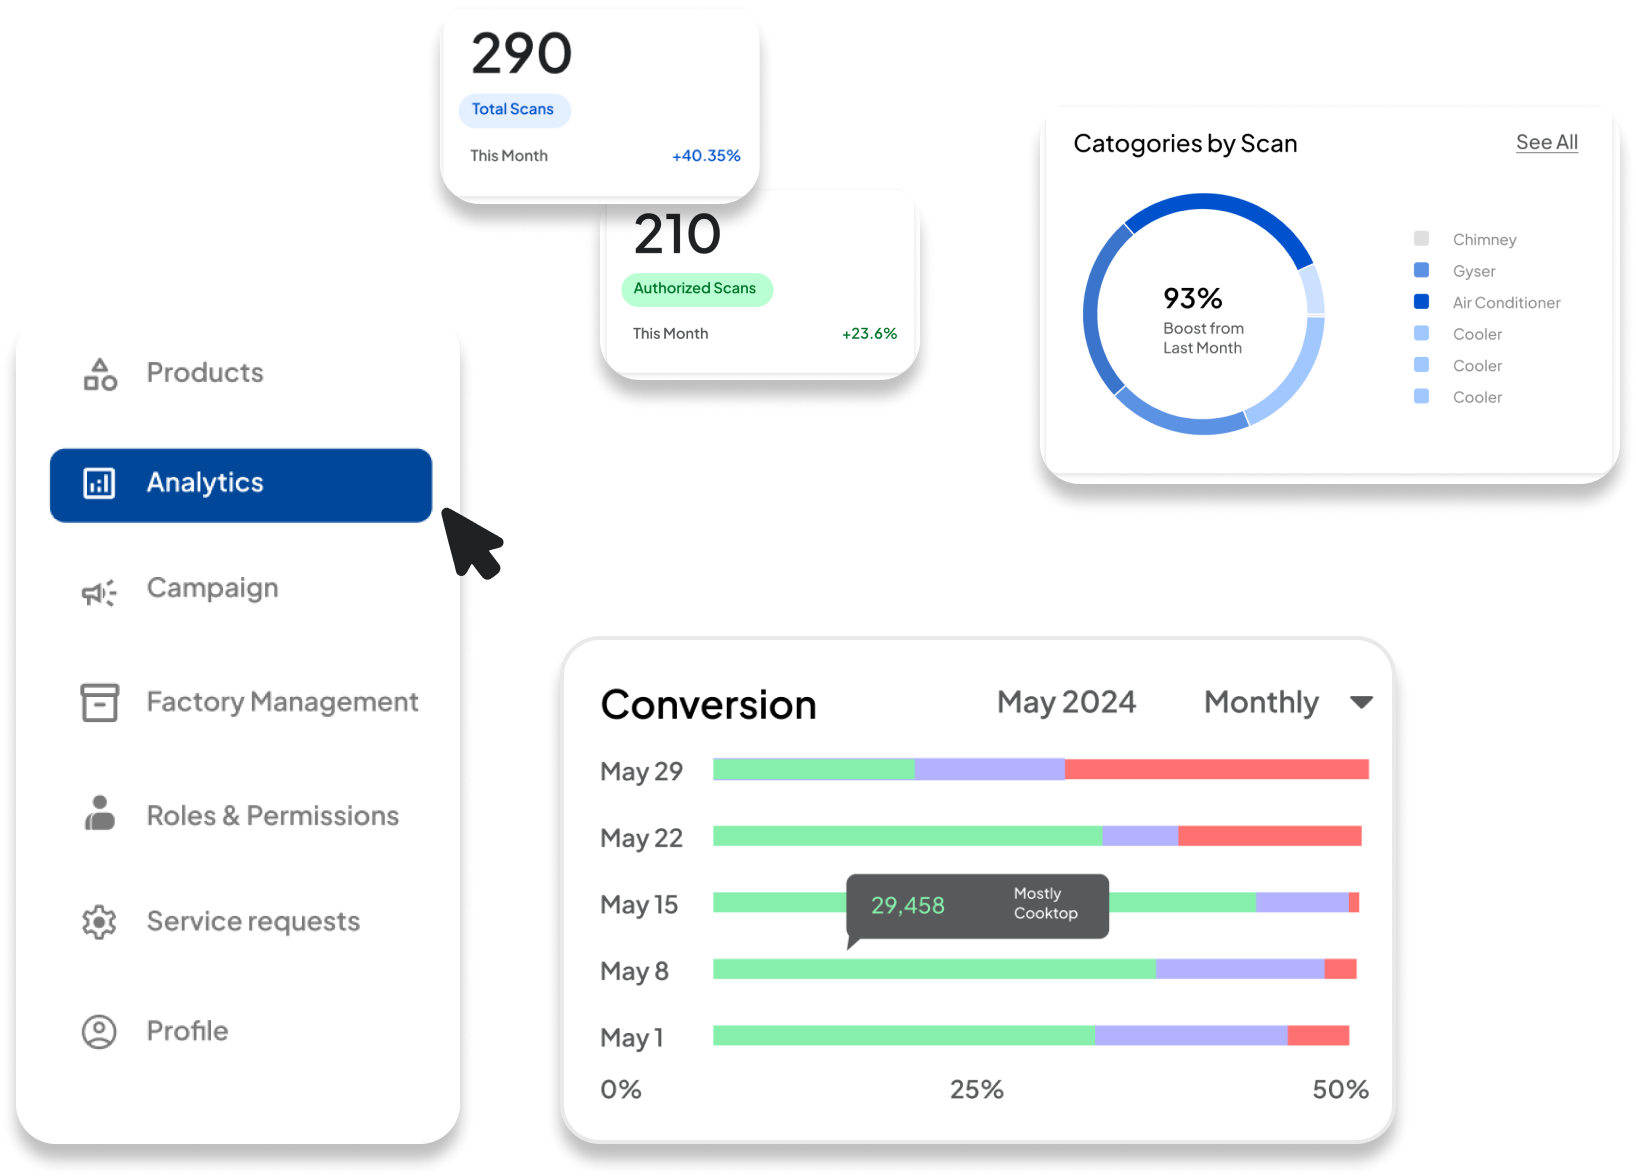 290
Total Scans
This Month +40.35%
210
Authorized Scans
This Month +23.6%
Catogories by Scan See All
93%
Boost from
Last Month
Chimney
Gyser
Air Conditioner
Cooler
Cooler
Cooler
Products
Analytics
Campaign
Factory Management
Roles & Permissions
Service requests
Profile
Conversion May 2024 Monthly
May 29
May 22
May 15
29,458
Mostly
Cooktop
May 8
May 1
0% 25% 50%